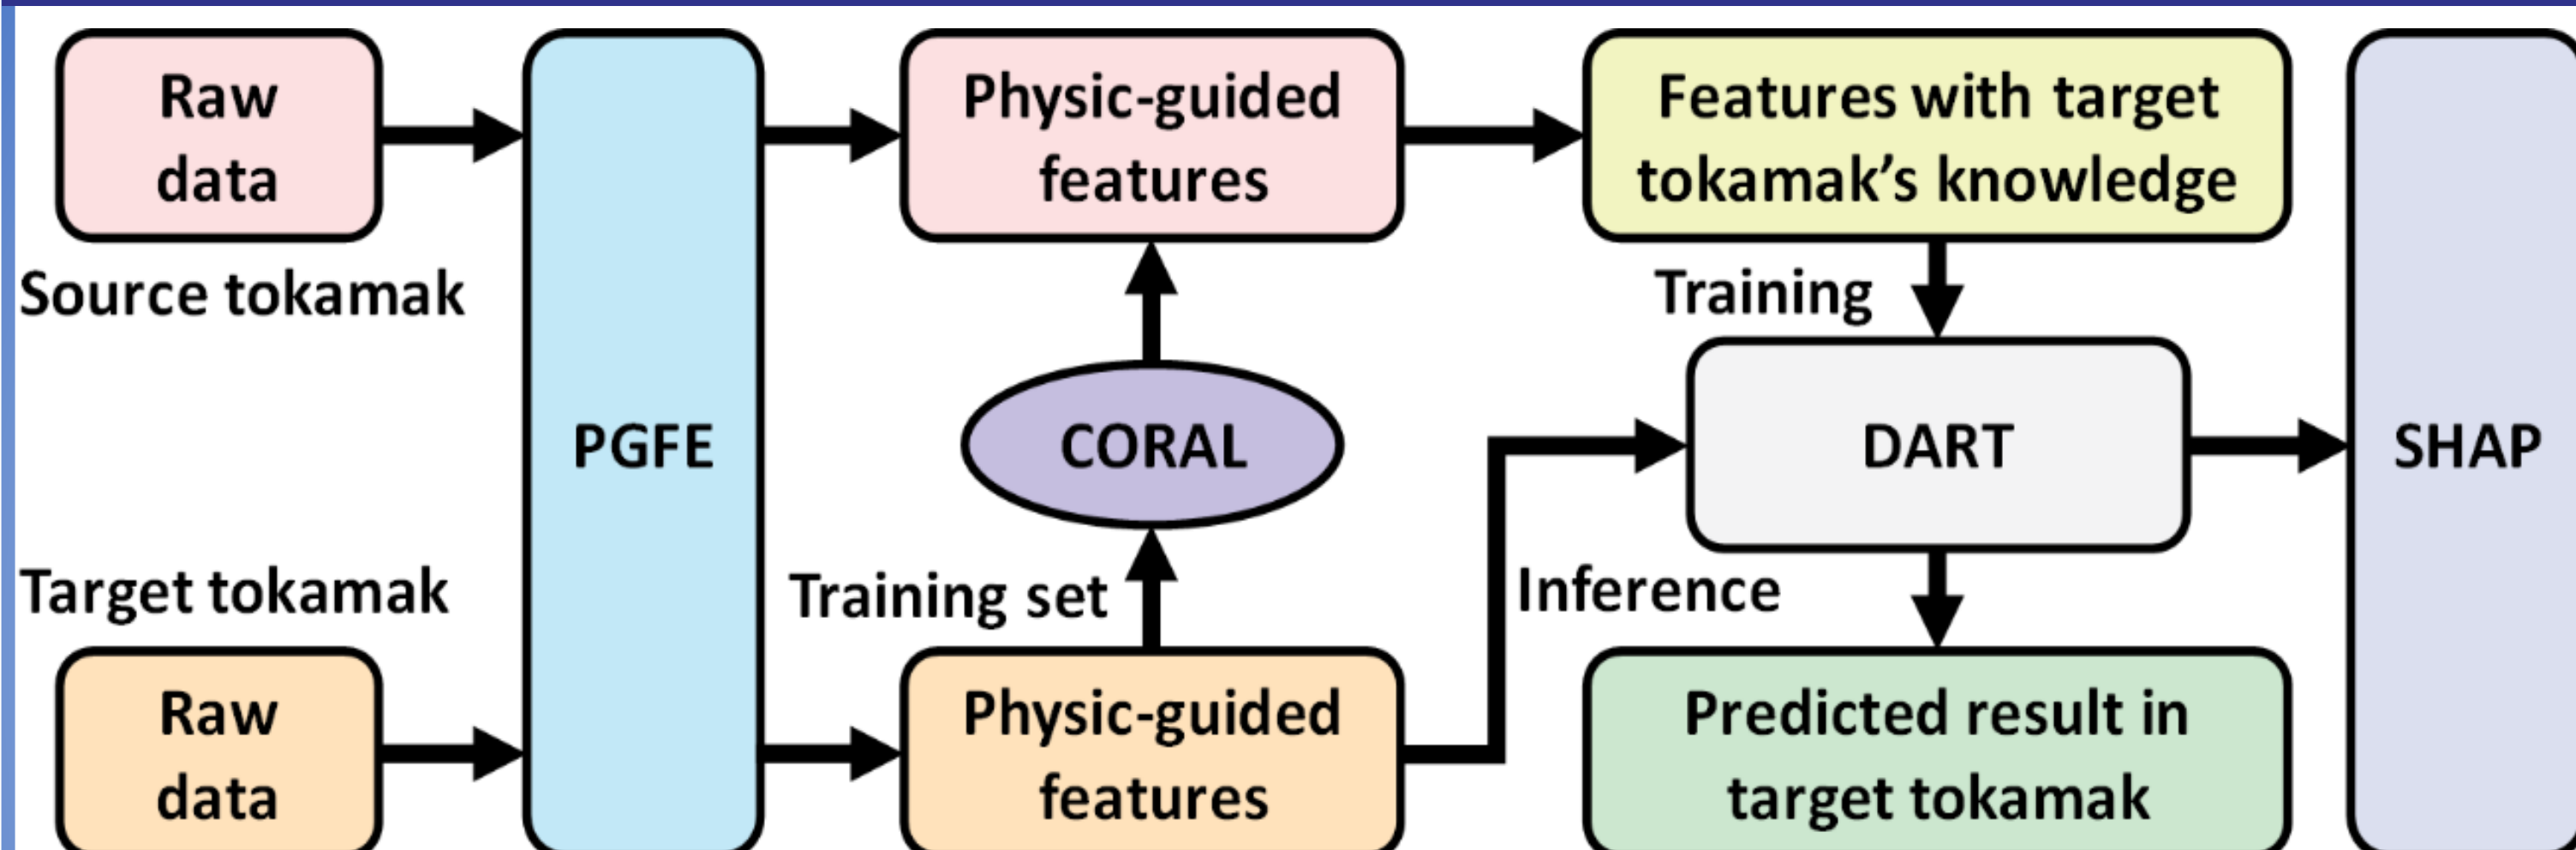 Raw
data
Source tokamak
Target tokamak
Raw
data
PGFE
Physic-guided
features
CORAL
Training set
Physic-guided
features
Features with target
tokamak’s knowledge
Training
DART
Inference
Predicted result in
target tokamak
SHAP